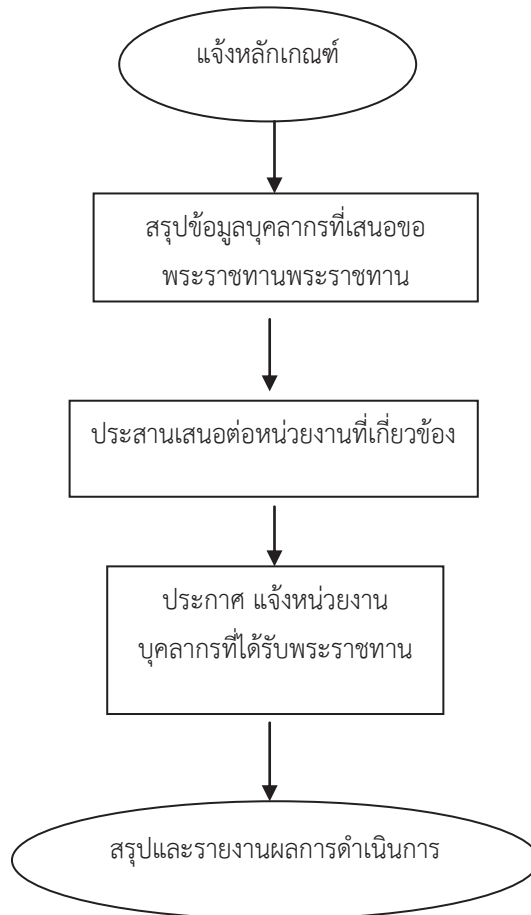 แจ้งหลักเกณฑ์
สรุปข้อมูลบุคลากรที่เสนอขอ
พระราชทานพระราชทาน
ประสานเสนอต่อหน่วยงานที่เกี่ยวข้อง
ประกาศ แจ้งหน่วยงาน
บุคลากรที่ได้รับพระราชทาน
สรุปและรายงานผลการดำเนินการ